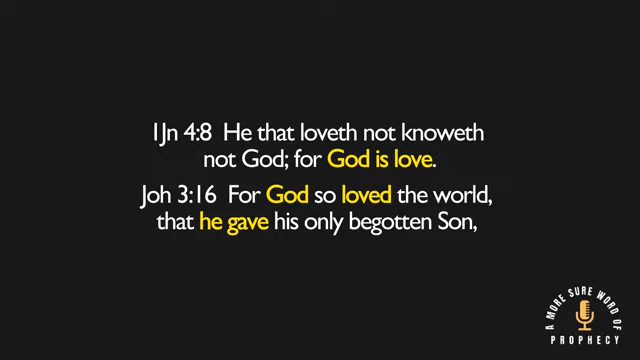 1Jn 4:8 He that loveth not knoweth
not God; for God is love.
Joh 3:16 For God so loved the world,
that he gave his only begotten Son,
A MORE SURE WORD OF
PROPHECY